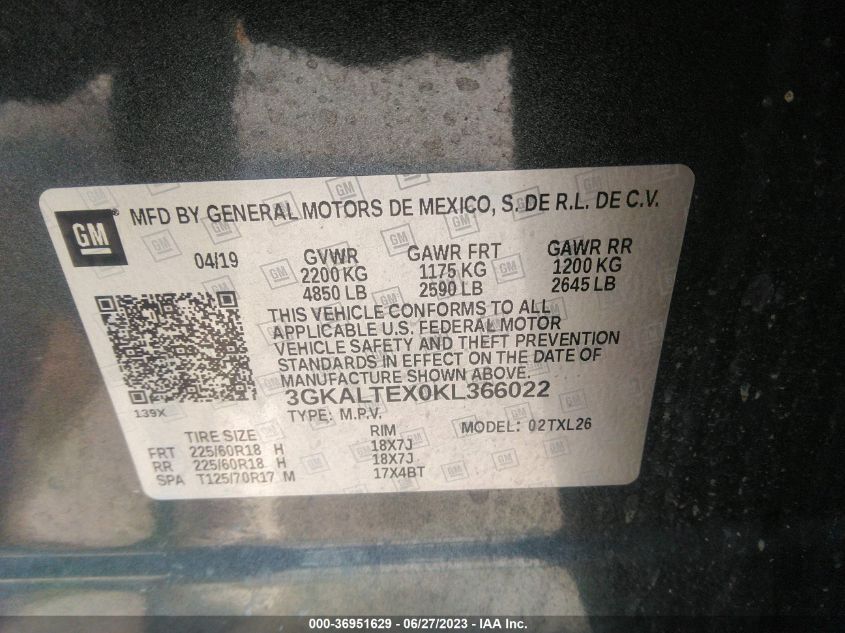 GM MFD BY GENERAL MOTORS DE MEXICO, S. DE R.L. DE C.V.
04/19 GVWR GAWR FRT GAWR RR
2200 KG 1175 KG 1200 KG
4850 LB 2590 LB 2645 LB
THIS VEHICLE CONFORMS TO ALL
APPLICABLE U.S. FEDERAL MOTOR
VEHICLE SAFETY AND THEFT PREVENTION
STANDARDS IN EFFECT ON THE DATE OF
MANUFACTURE SHOWN ABOVE.
139X 3GKALTEX0KL366022
TYPE: M.P.V.
TIRE SIZE RIM MODEL: 02TXL26
FRT 225/60R18 H 18X7J
RR 225/60R18 H 18X7J
SPA T125/70R17 M 17X4BT
000-36951629 - 06/27/2023 - IAA Inc.